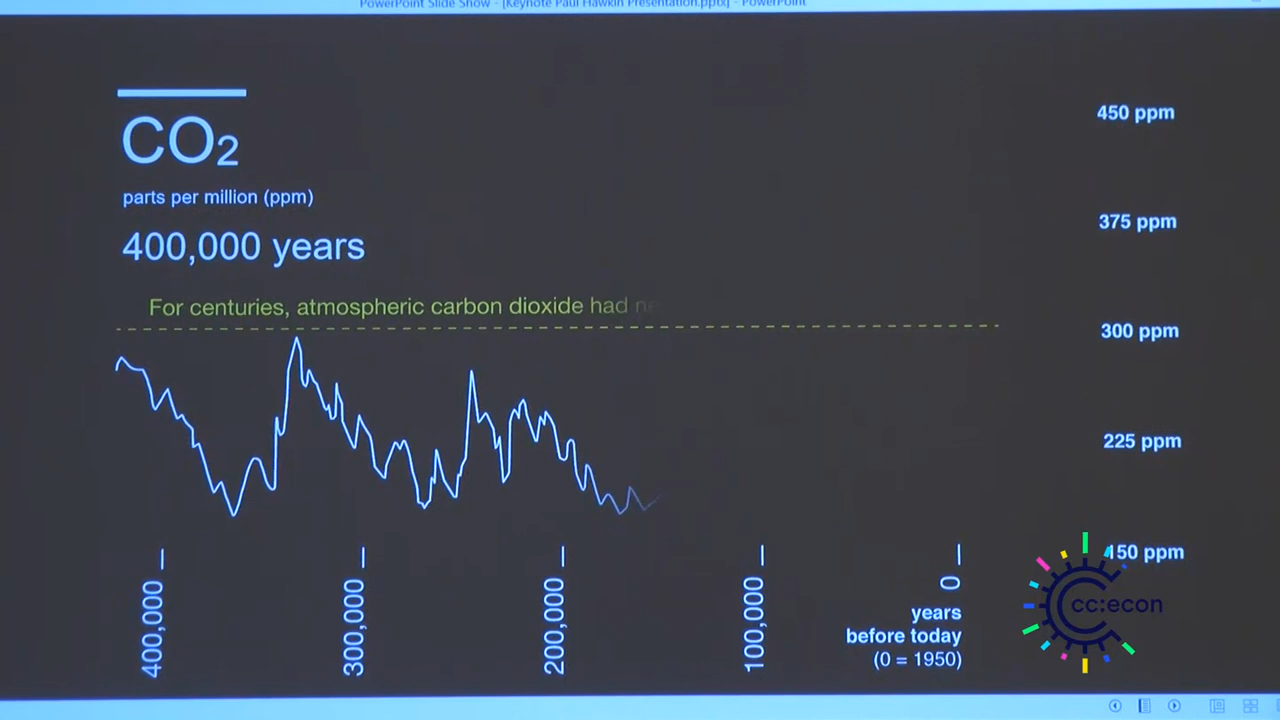 PowerPoint Slide Show - [Keynote Paul Hawkin Presentation.pptx] - PowerPoint
CO₂
parts per million (ppm)
400,000 years
For centuries, atmospheric carbon dioxide had ne
450 ppm
375 ppm
300 ppm
225 ppm
150 ppm
400,000
300,000
200,000
100,000
0
years
before today
(0 = 1950)
cc:econ